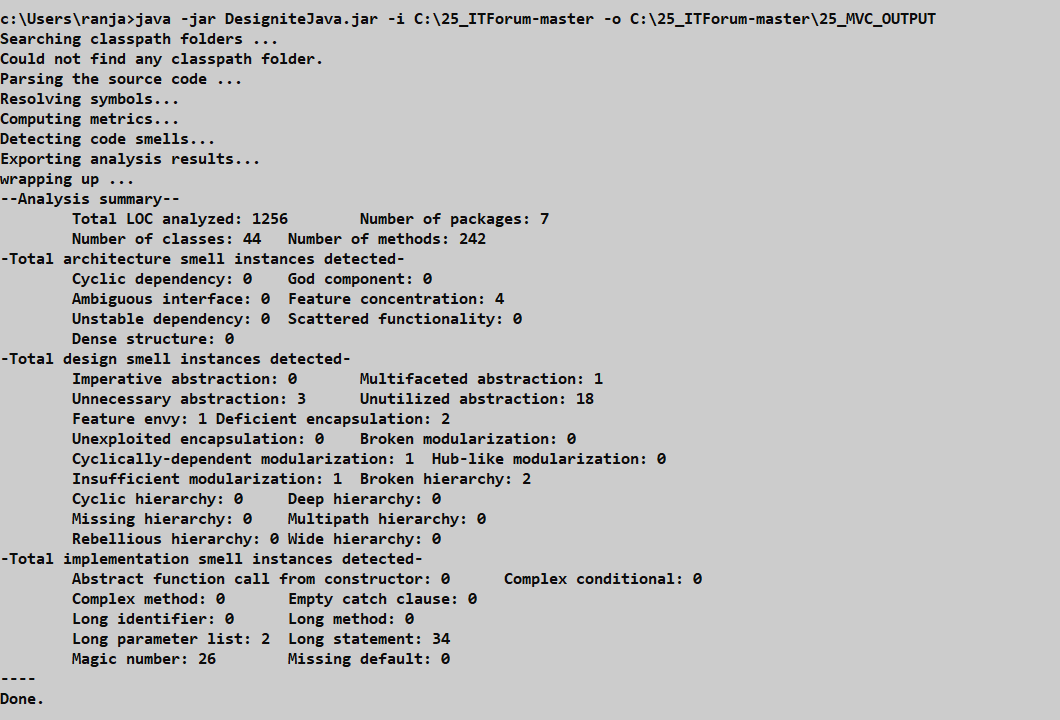 c:\Users\ranja>java -jar DesigniteJava.jar -i C:\25_ITForum-master -o C:\25_ITForum-master\25_MVC_OUTPUT
Searching classpath folders ...
Could not find any classpath folder.
Parsing the source code ...
Resolving symbols...
Computing metrics...
Detecting code smells...
Exporting analysis results...
wrapping up ...
--Analysis summary--
        Total LOC analyzed: 1256        Number of packages: 7
        Number of classes: 44   Number of methods: 242
-Total architecture smell instances detected-
        Cyclic dependency: 0    God component: 0
        Ambiguous interface: 0  Feature concentration: 4
        Unstable dependency: 0  Scattered functionality: 0
        Dense structure: 0
-Total design smell instances detected-
        Imperative abstraction: 0       Multifaceted abstraction: 1
        Unnecessary abstraction: 3      Unutilized abstraction: 18
        Feature envy: 1 Deficient encapsulation: 2
        Unexploited encapsulation: 0    Broken modularization: 0
        Cyclically-dependent modularization: 1  Hub-like modularization: 0
        Insufficient modularization: 1  Broken hierarchy: 2
        Cyclic hierarchy: 0     Deep hierarchy: 0
        Missing hierarchy: 0    Multipath hierarchy: 0
        Rebellious hierarchy: 0 Wide hierarchy: 0
-Total implementation smell instances detected-
        Abstract function call from constructor: 0      Complex conditional: 0
        Complex method: 0       Empty catch clause: 0
        Long identifier: 0      Long method: 0
        Long parameter list: 2  Long statement: 34
        Magic number: 26        Missing default: 0
----
Done.